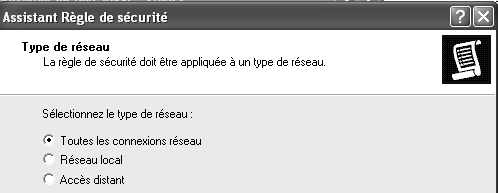 Assistant Règle de sécurité
Type de réseau
La règle de sécurité doit être appliquée à un type de réseau.
Sélectionnez le type de réseau :
Toutes les connexions réseau
Réseau local
Accès distant